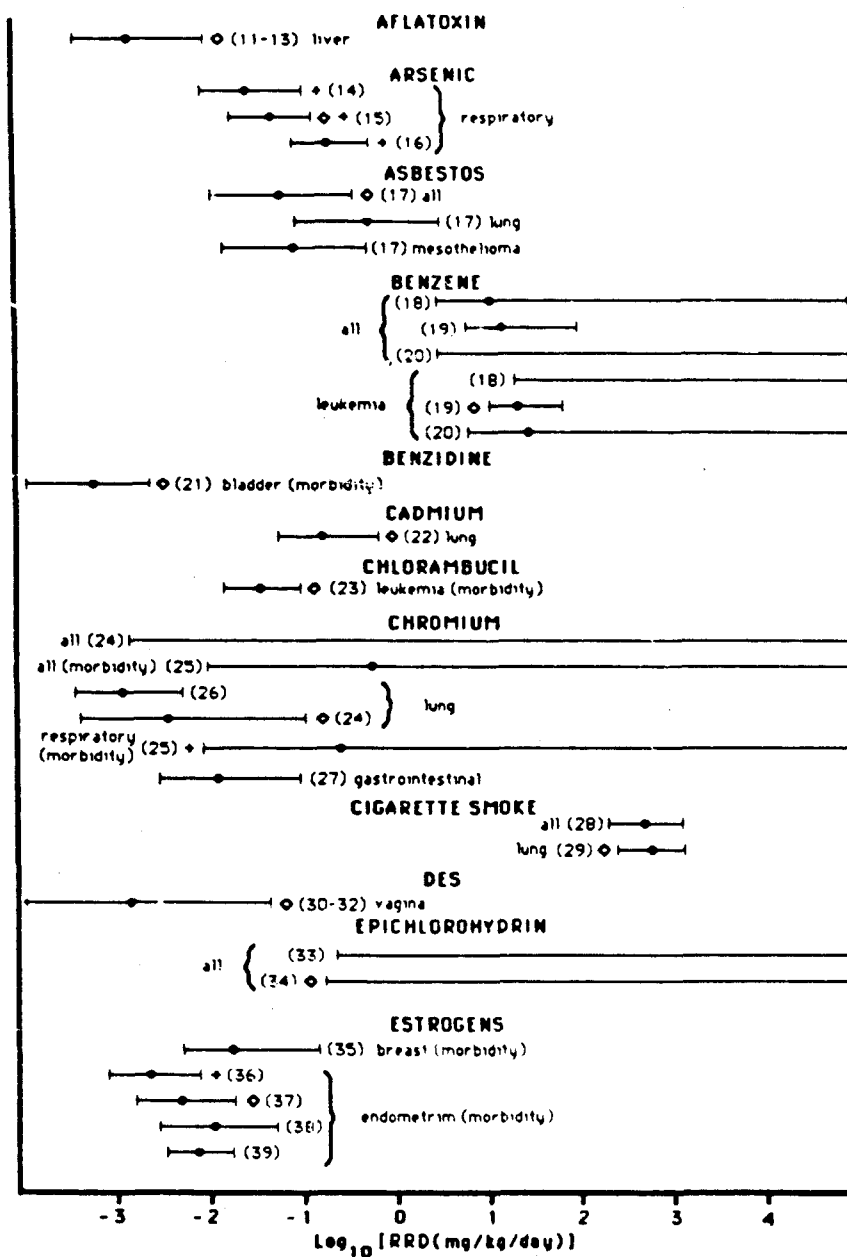 AFLATOXIN
(11-13) liver
ARSENIC
+ (14)
+ (15) respiratory
+ (16)
ASBESTOS
(17) all
(17) lung
(17) mesothelioma
BENZENE
(18)
all (19)
(20)
(18)
leukemia (19)
(20)
BENZIDINE
(21) bladder (morbidity)
CADMIUM
(22) lung
CHLORAMBUCIL
(23) leukemia (morbidity)
CHROMIUM
all (24)
all (morbidity) (25)
(26) lung
(24)
respiratory
(morbidity) (25) +
(27) gastrointestinal
CIGARETTE SMOKE
all (28)
lung (29)
DES
(30-32) vagina
EPICHLOROHYDRIN
all (33)
(34)
ESTROGENS
(35) breast (morbidity)
+ (36)
(37) endometrim (morbidity)
(38)
(39)
-3 -2 -1 0 1 2 3 4
Log10 [RRD(mg/kg/day)]